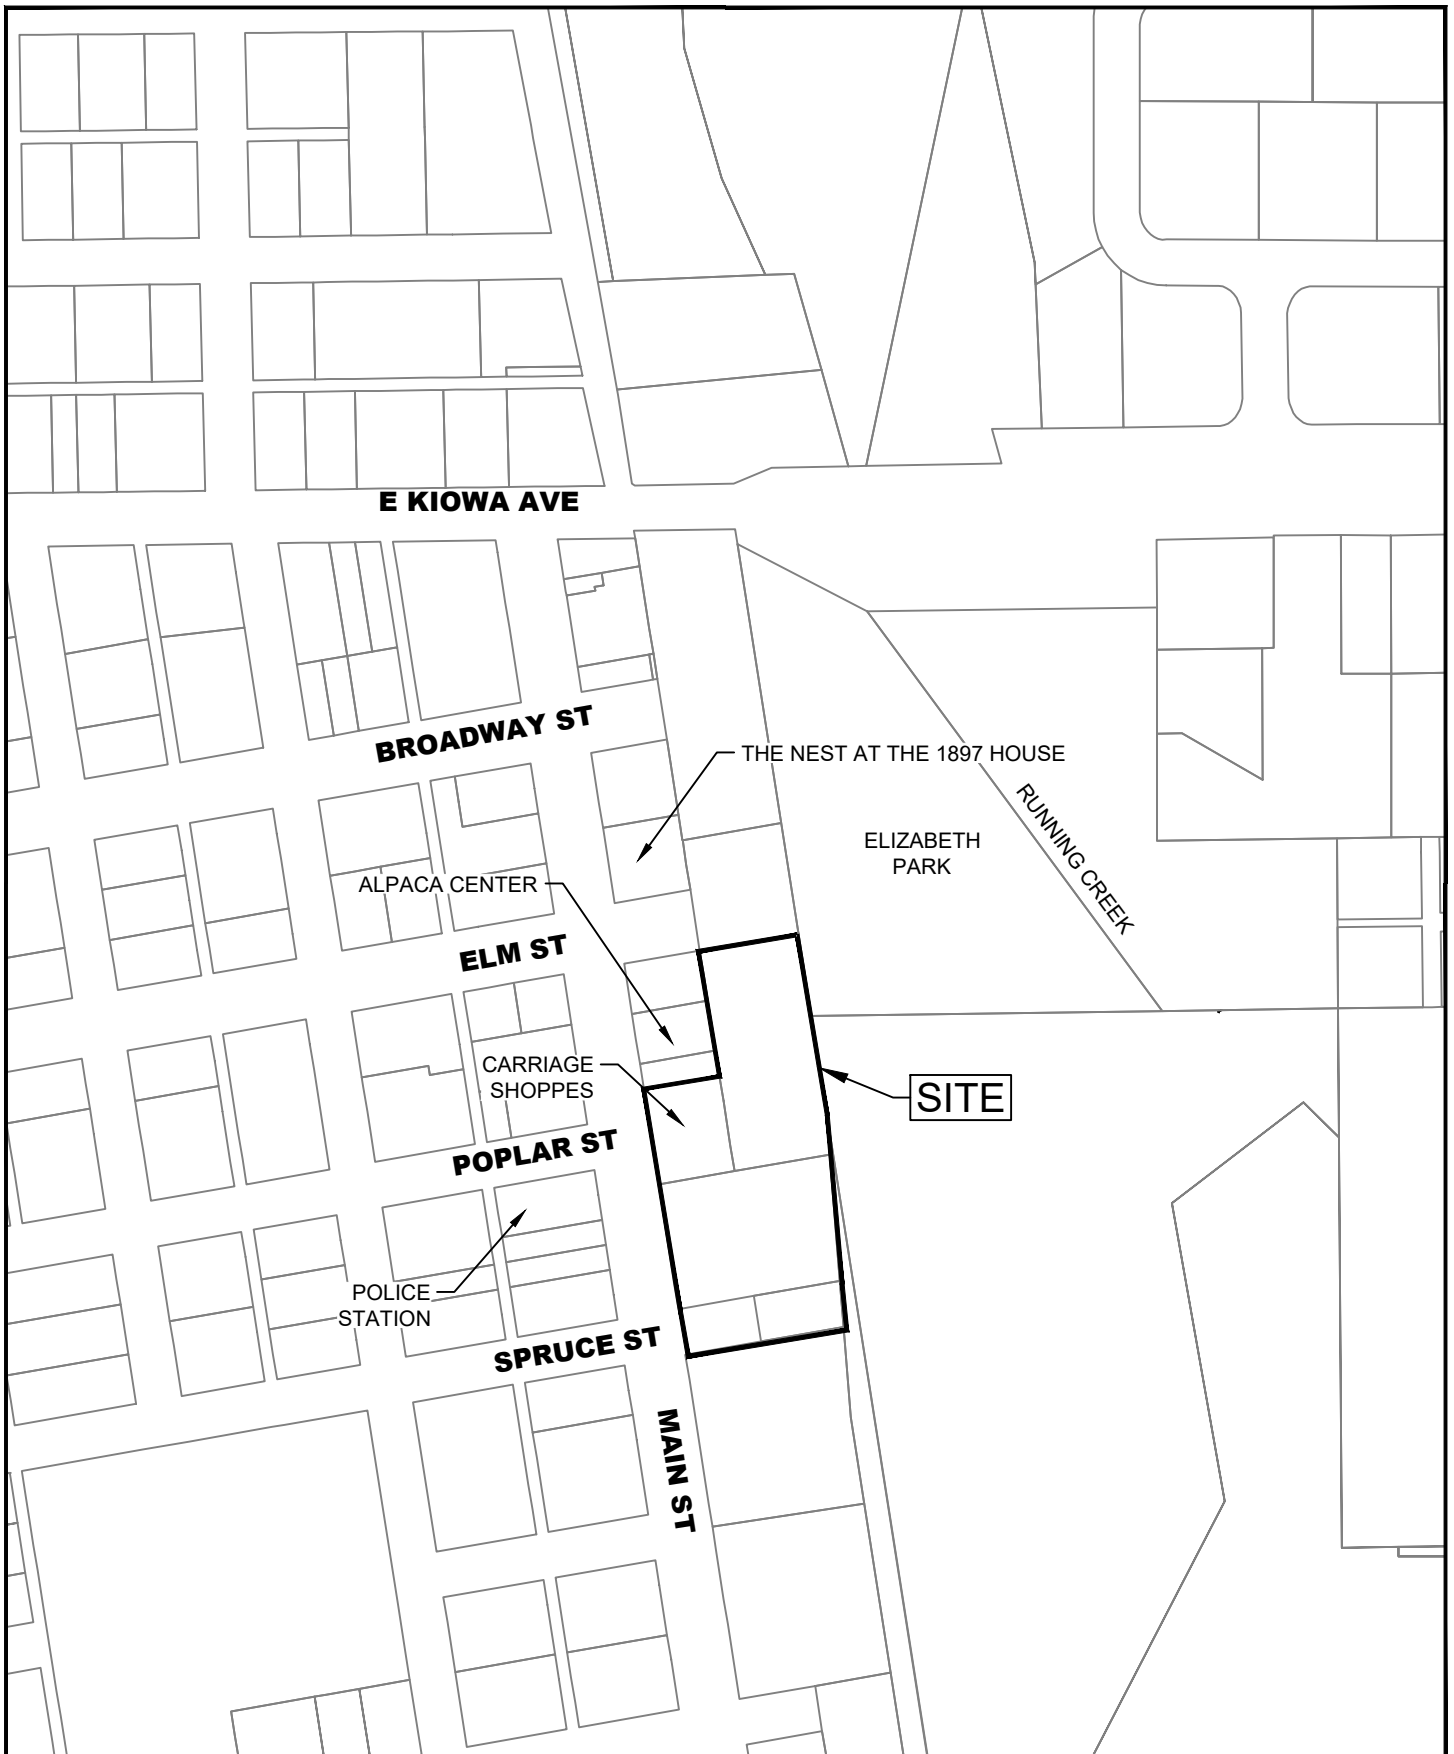 E KIOWA AVE
BROADWAY ST
THE NEST AT THE 1897 HOUSE
RUNNING CREEK
ELIZABETH
PARK
ALPACA CENTER
ELM ST
CARRIAGE
SHOPPES
SITE
POPLAR ST
POLICE
STATION
SPRUCE ST
MAIN ST